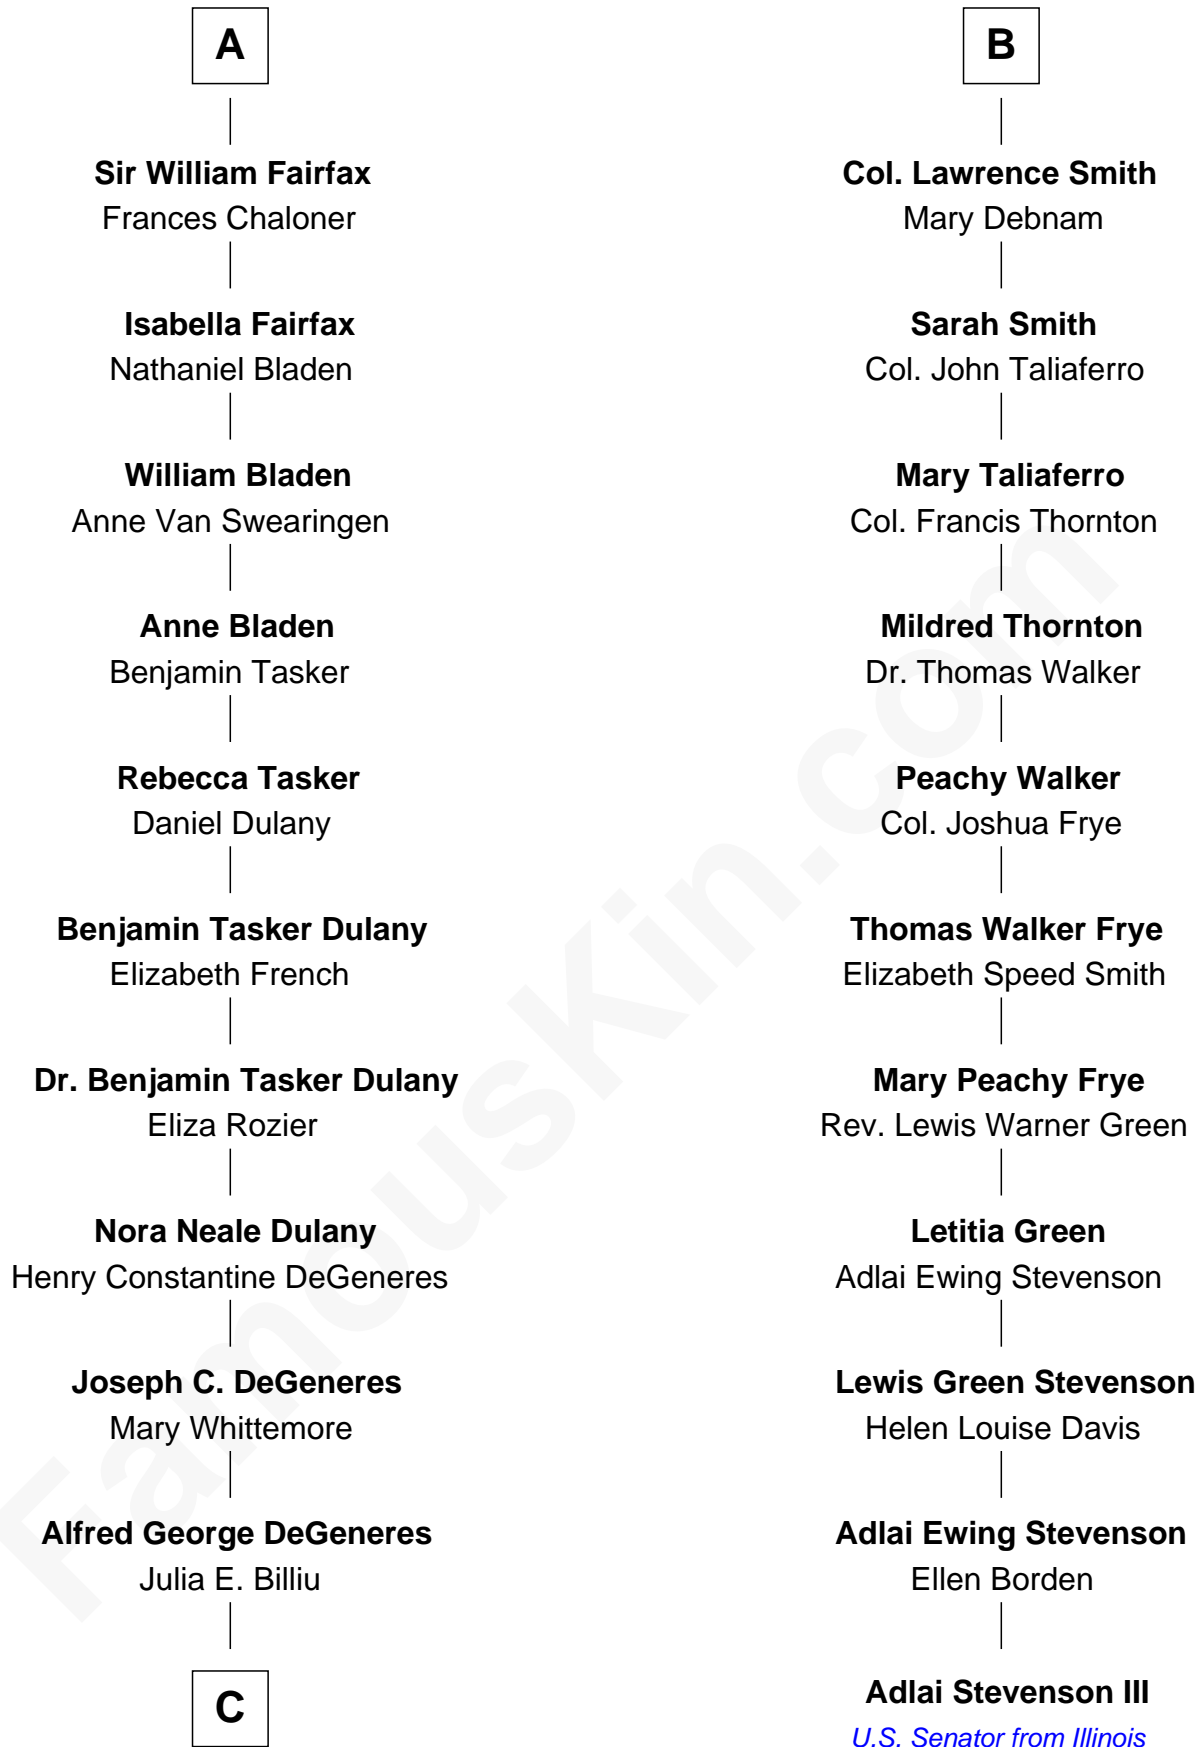 A
Sir William Fairfax
Frances Chaloner
Isabella Fairfax
Nathaniel Bladen
William Bladen
Anne Van Swearingen
Anne Bladen
Benjamin Tasker
Rebecca Tasker
Daniel Dulany
Benjamin Tasker Dulany
Elizabeth French
Dr. Benjamin Tasker Dulany
Eliza Rozier
Nora Neale Dulany
Henry Constantine DeGeneres
Joseph C. DeGeneres
Mary Whittemore
Alfred George DeGeneres
Julia E. Billiu
C
B
Col. Lawrence Smith
Mary Debnam
Sarah Smith
Col. John Taliaferro
Mary Taliaferro
Col. Francis Thornton
Mildred Thornton
Dr. Thomas Walker
Peachy Walker
Col. Joshua Frye
Thomas Walker Frye
Elizabeth Speed Smith
Mary Peachy Frye
Rev. Lewis Warner Green
Letitia Green
Adlai Ewing Stevenson
Lewis Green Stevenson
Helen Louise Davis
Adlai Ewing Stevenson
Ellen Borden
Adlai Stevenson III
U.S. Senator from Illinois
FamousKin.com